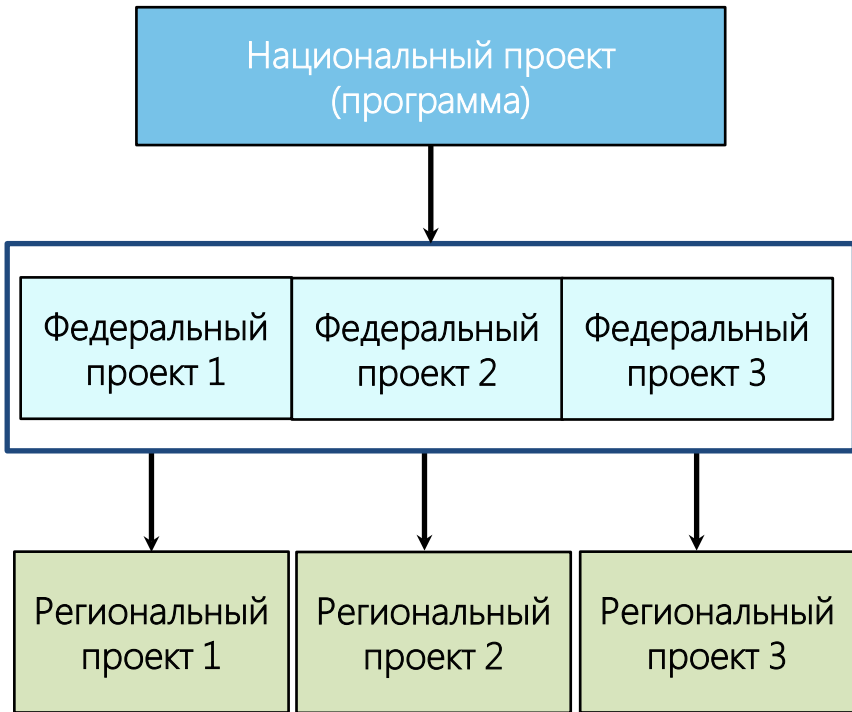 Национальный проект
(программа)
Федеральный
проект 1
Федеральный
проект 2
Федеральный
проект 3
Региональный
проект 1
Региональный
проект 2
Региональный
проект 3